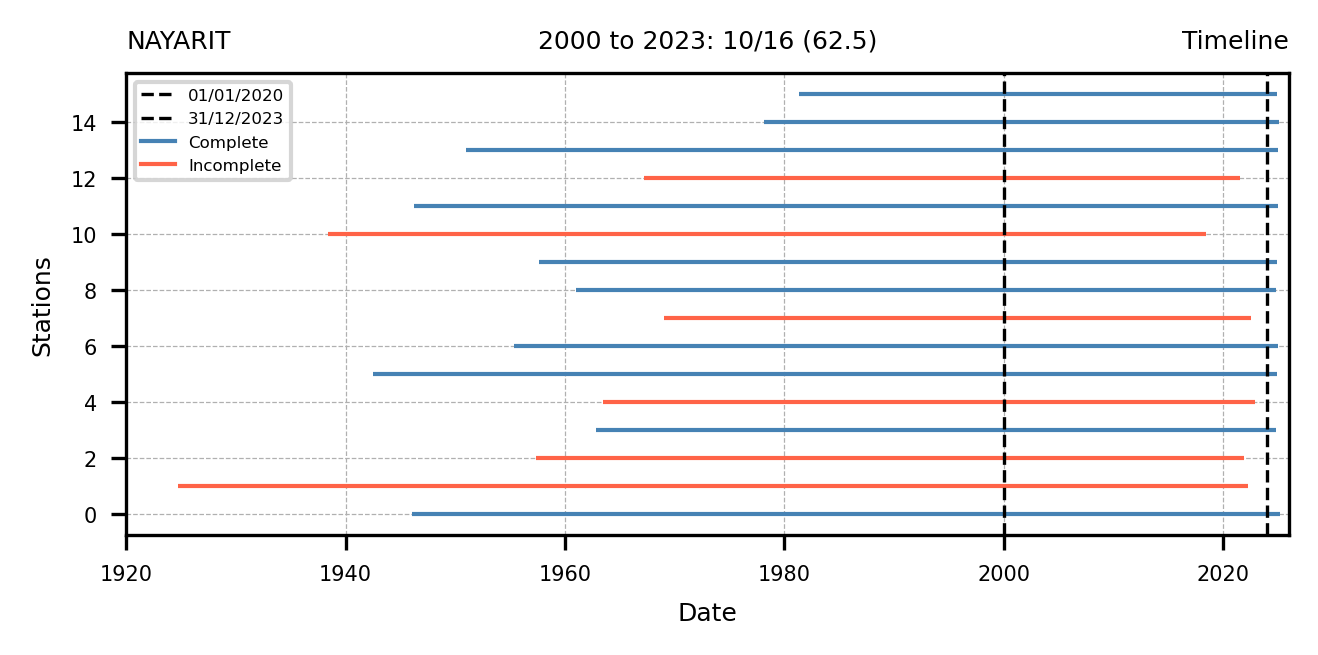 NAYARIT
2000 to 2023: 10/16 (62.5)
Timeline
01/01/2020
31/12/2023
Complete
Incomplete
14
12
10
8
6
4
2
0
Stations
1920 1940 1960 1980 2000 2020
Date